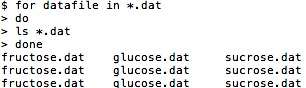 $ for datafile in *.dat
> do
> ls *.dat
> done
fructose.dat    glucose.dat    sucrose.dat
fructose.dat    glucose.dat    sucrose.dat
fructose.dat    glucose.dat    sucrose.dat